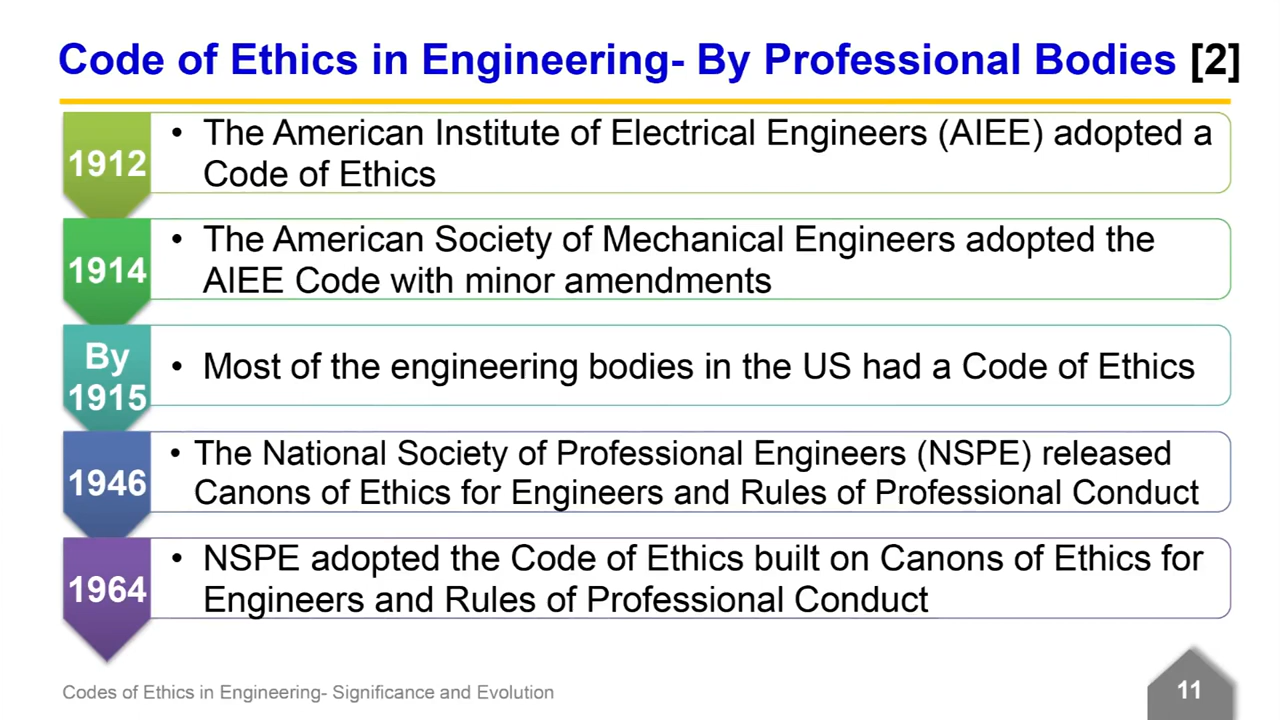 Code of Ethics in Engineering- By Professional Bodies [2]
1912
• The American Institute of Electrical Engineers (AIEE) adopted a
Code of Ethics
1914
• The American Society of Mechanical Engineers adopted the
AIEE Code with minor amendments
By
1915
• Most of the engineering bodies in the US had a Code of Ethics
1946
• The National Society of Professional Engineers (NSPE) released
Canons of Ethics for Engineers and Rules of Professional Conduct
1964
• NSPE adopted the Code of Ethics built on Canons of Ethics for
Engineers and Rules of Professional Conduct
Codes of Ethics in Engineering- Significance and Evolution
11